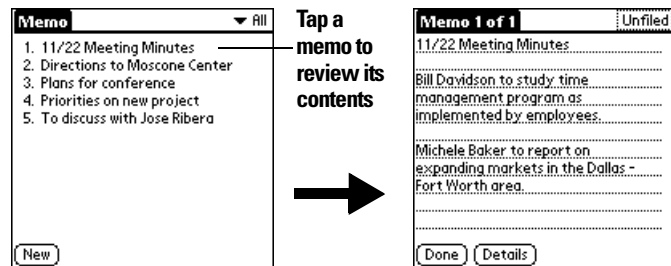 Memo
All
1. 11/22 Meeting Minutes
2. Directions to Moscone Center
3. Plans for conference
4. Priorities on new project
5. To discuss with Jose Ribera
New
Tap a
memo to
review its
contents
Memo 1 of 1
Unfiled
11/22 Meeting Minutes
Bill Davidson to study time
management program as
implemented by employees.
Michele Baker to report on
expanding markets in the Dallas -
Fort Worth area.
Done
Details